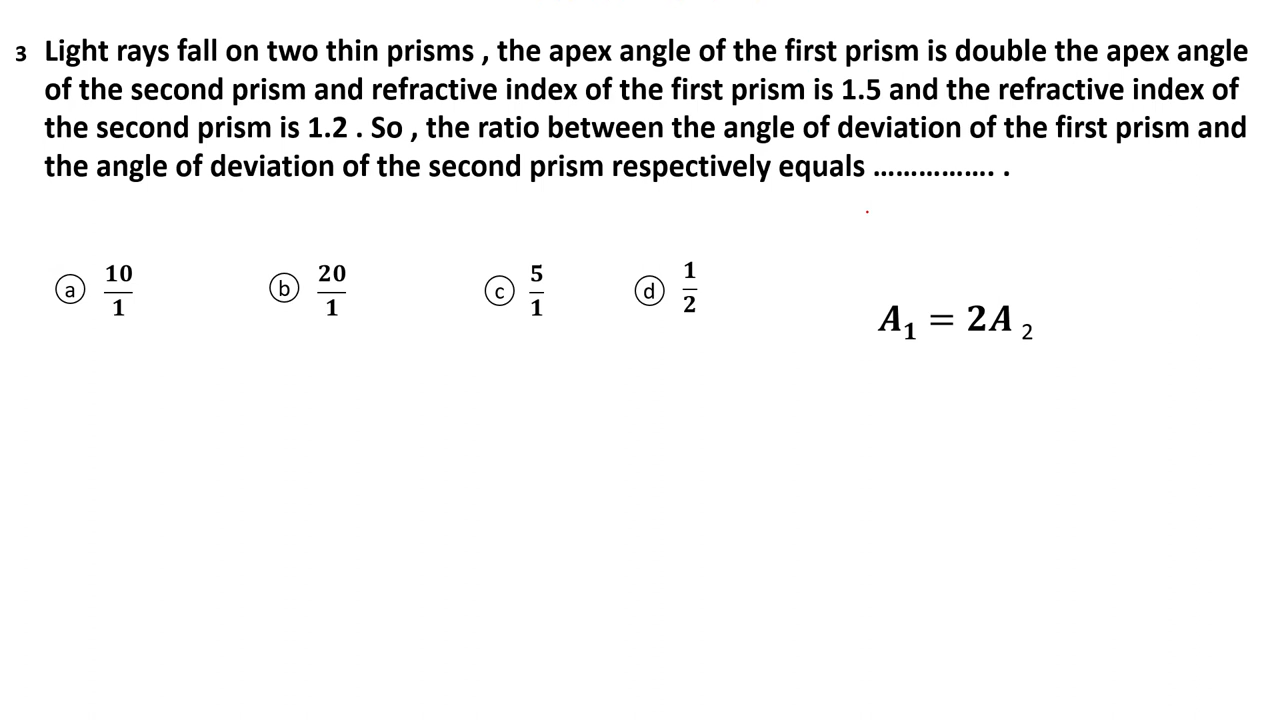 3 Light rays fall on two thin prisms , the apex angle of the first prism is double the apex angle
of the second prism and refractive index of the first prism is 1.5 and the refractive index of
the second prism is 1.2 . So , the ratio between the angle of deviation of the first prism and
the angle of deviation of the second prism respectively equals ................ .
a 10/1 b 20/1 c 5/1 d 1/2
A₁ = 2A ₂